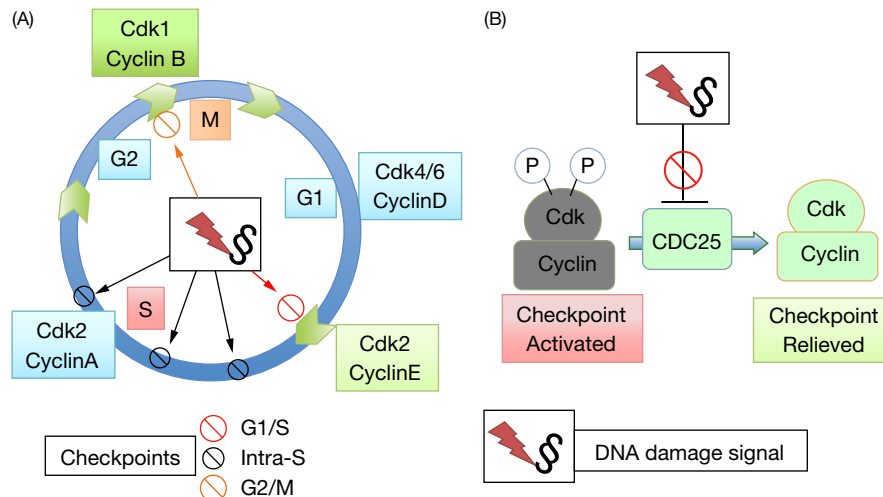 (A)
Cdk1
Cyclin B
M
G2
G1
Cdk4/6
CyclinD
§
S
Cdk2
CyclinA
Cdk2
CyclinE
Checkpoints
G1/S
Intra-S
G2/M
(B)
§
P
P
Cdk
Cyclin
CDC25
Cdk
Cyclin
Checkpoint
Activated
Checkpoint
Relieved
§
DNA damage signal